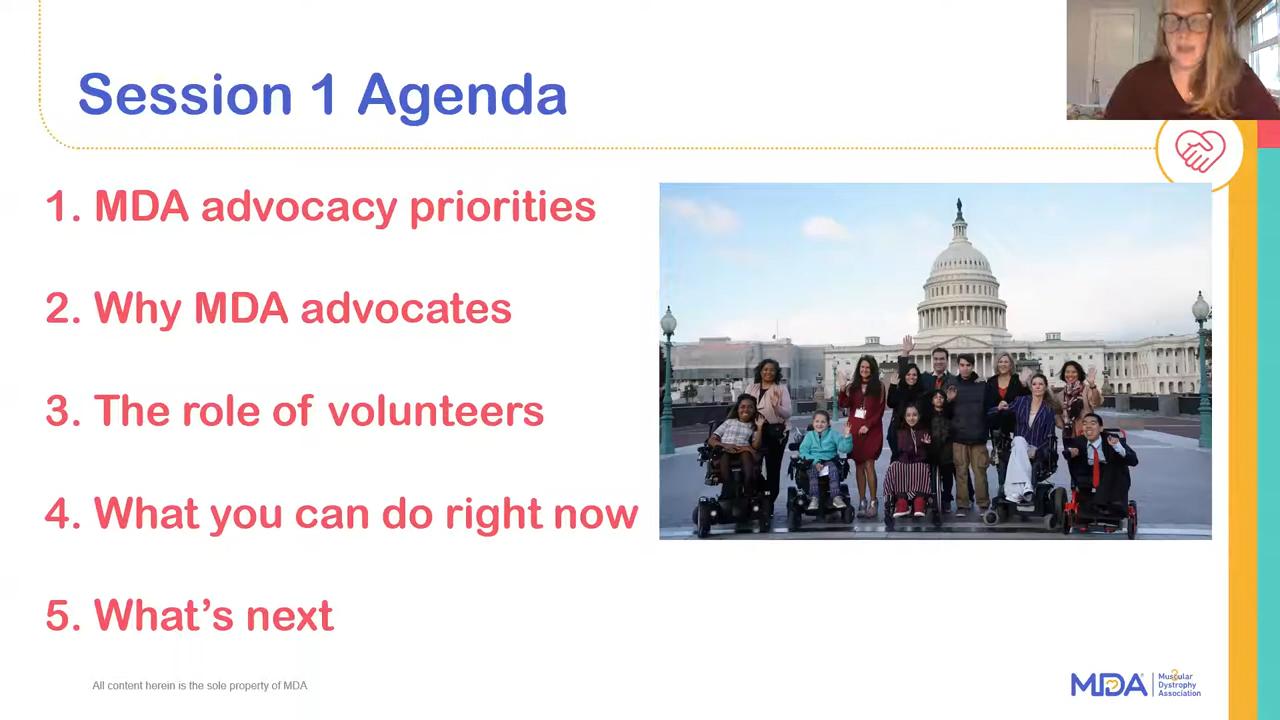 Session 1 Agenda
1. MDA advocacy priorities
2. Why MDA advocates
3. The role of volunteers
4. What you can do right now
5. What’s next
All content herein is the sole property of MDA
MDA
Muscular
Dystrophy
Association